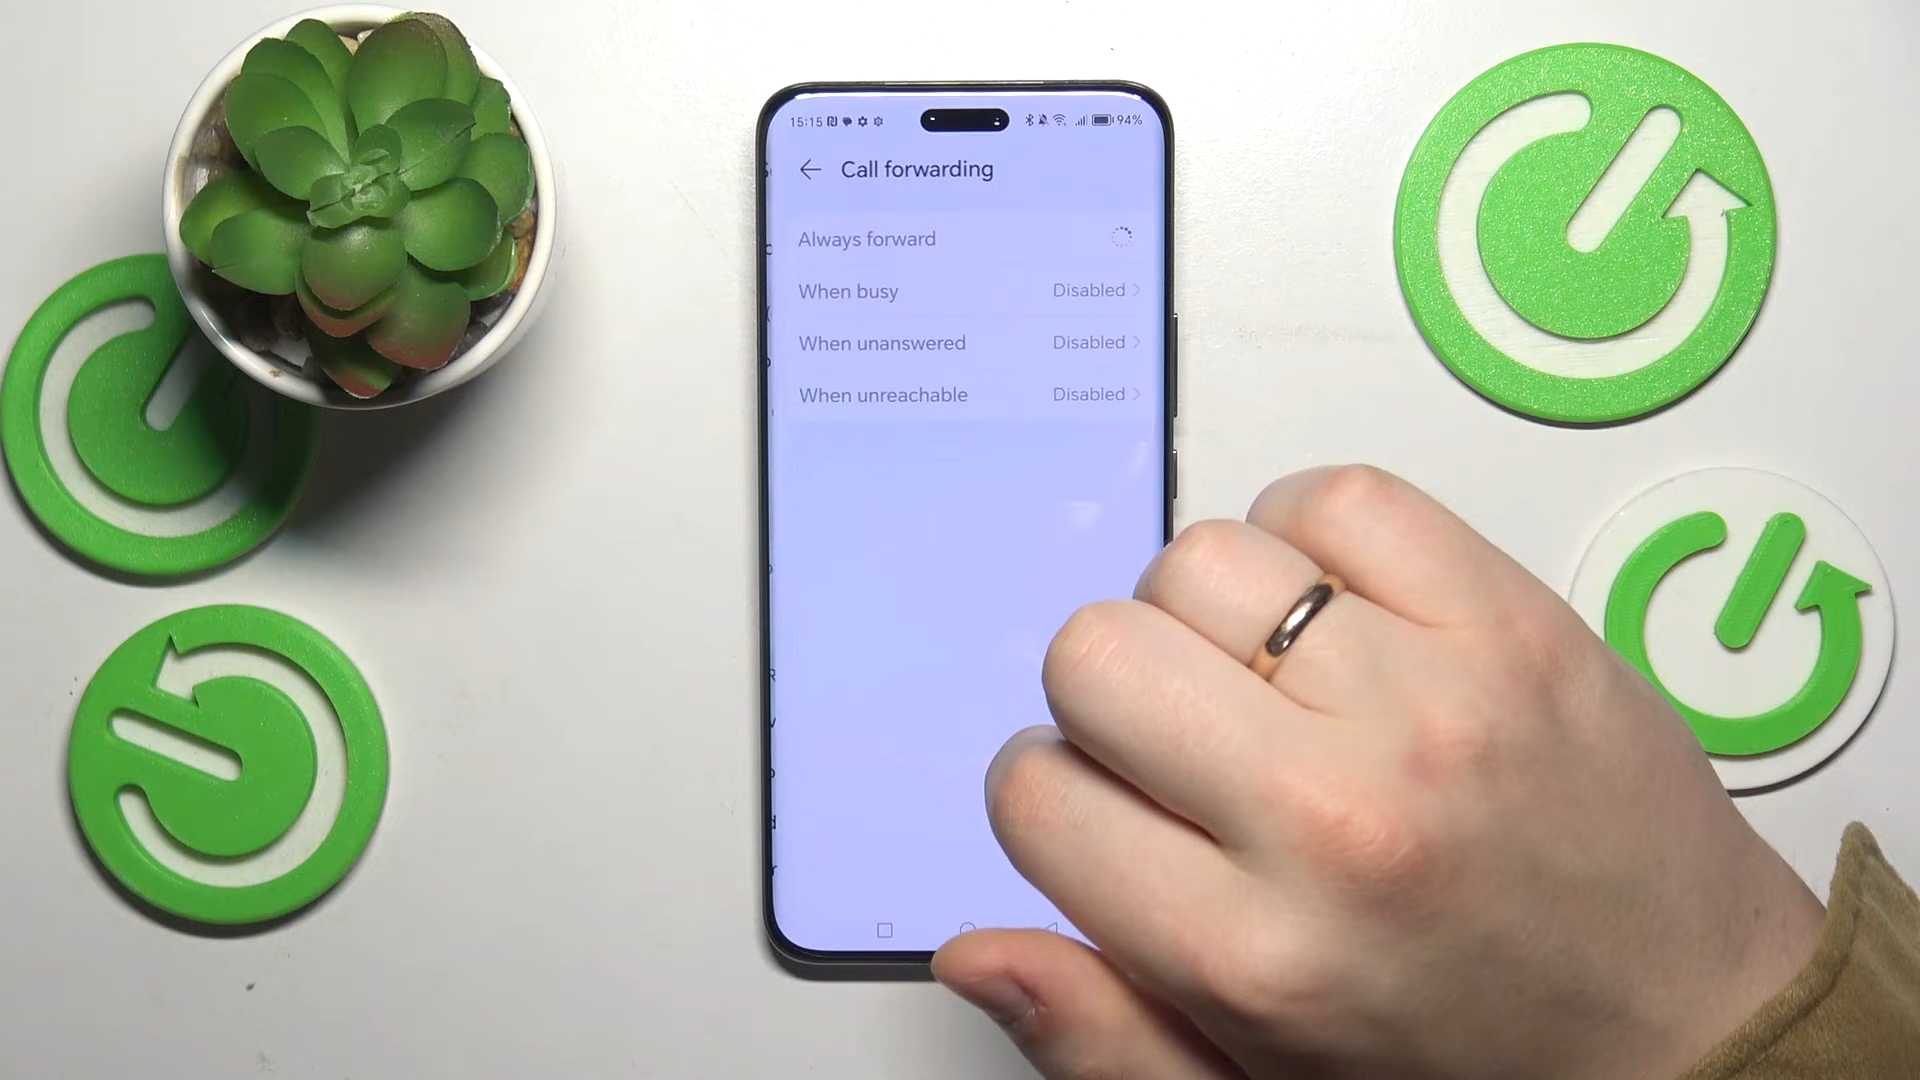 15:15 94%
Call forwarding
Always forward
When busy Disabled
When unanswered Disabled
When unreachable Disabled